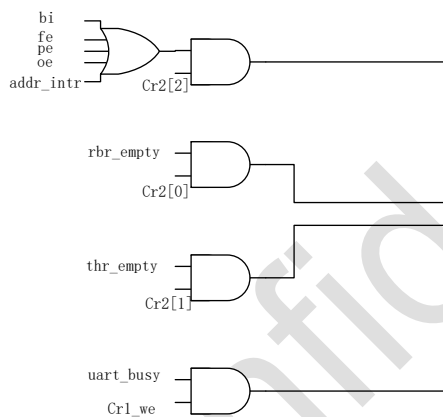 bi
fe
pe
oe
addr_intr
Cr2[2]
rbr_empty
Cr2[0]
thr_empty
Cr2[1]
uart_busy
Cr1_we